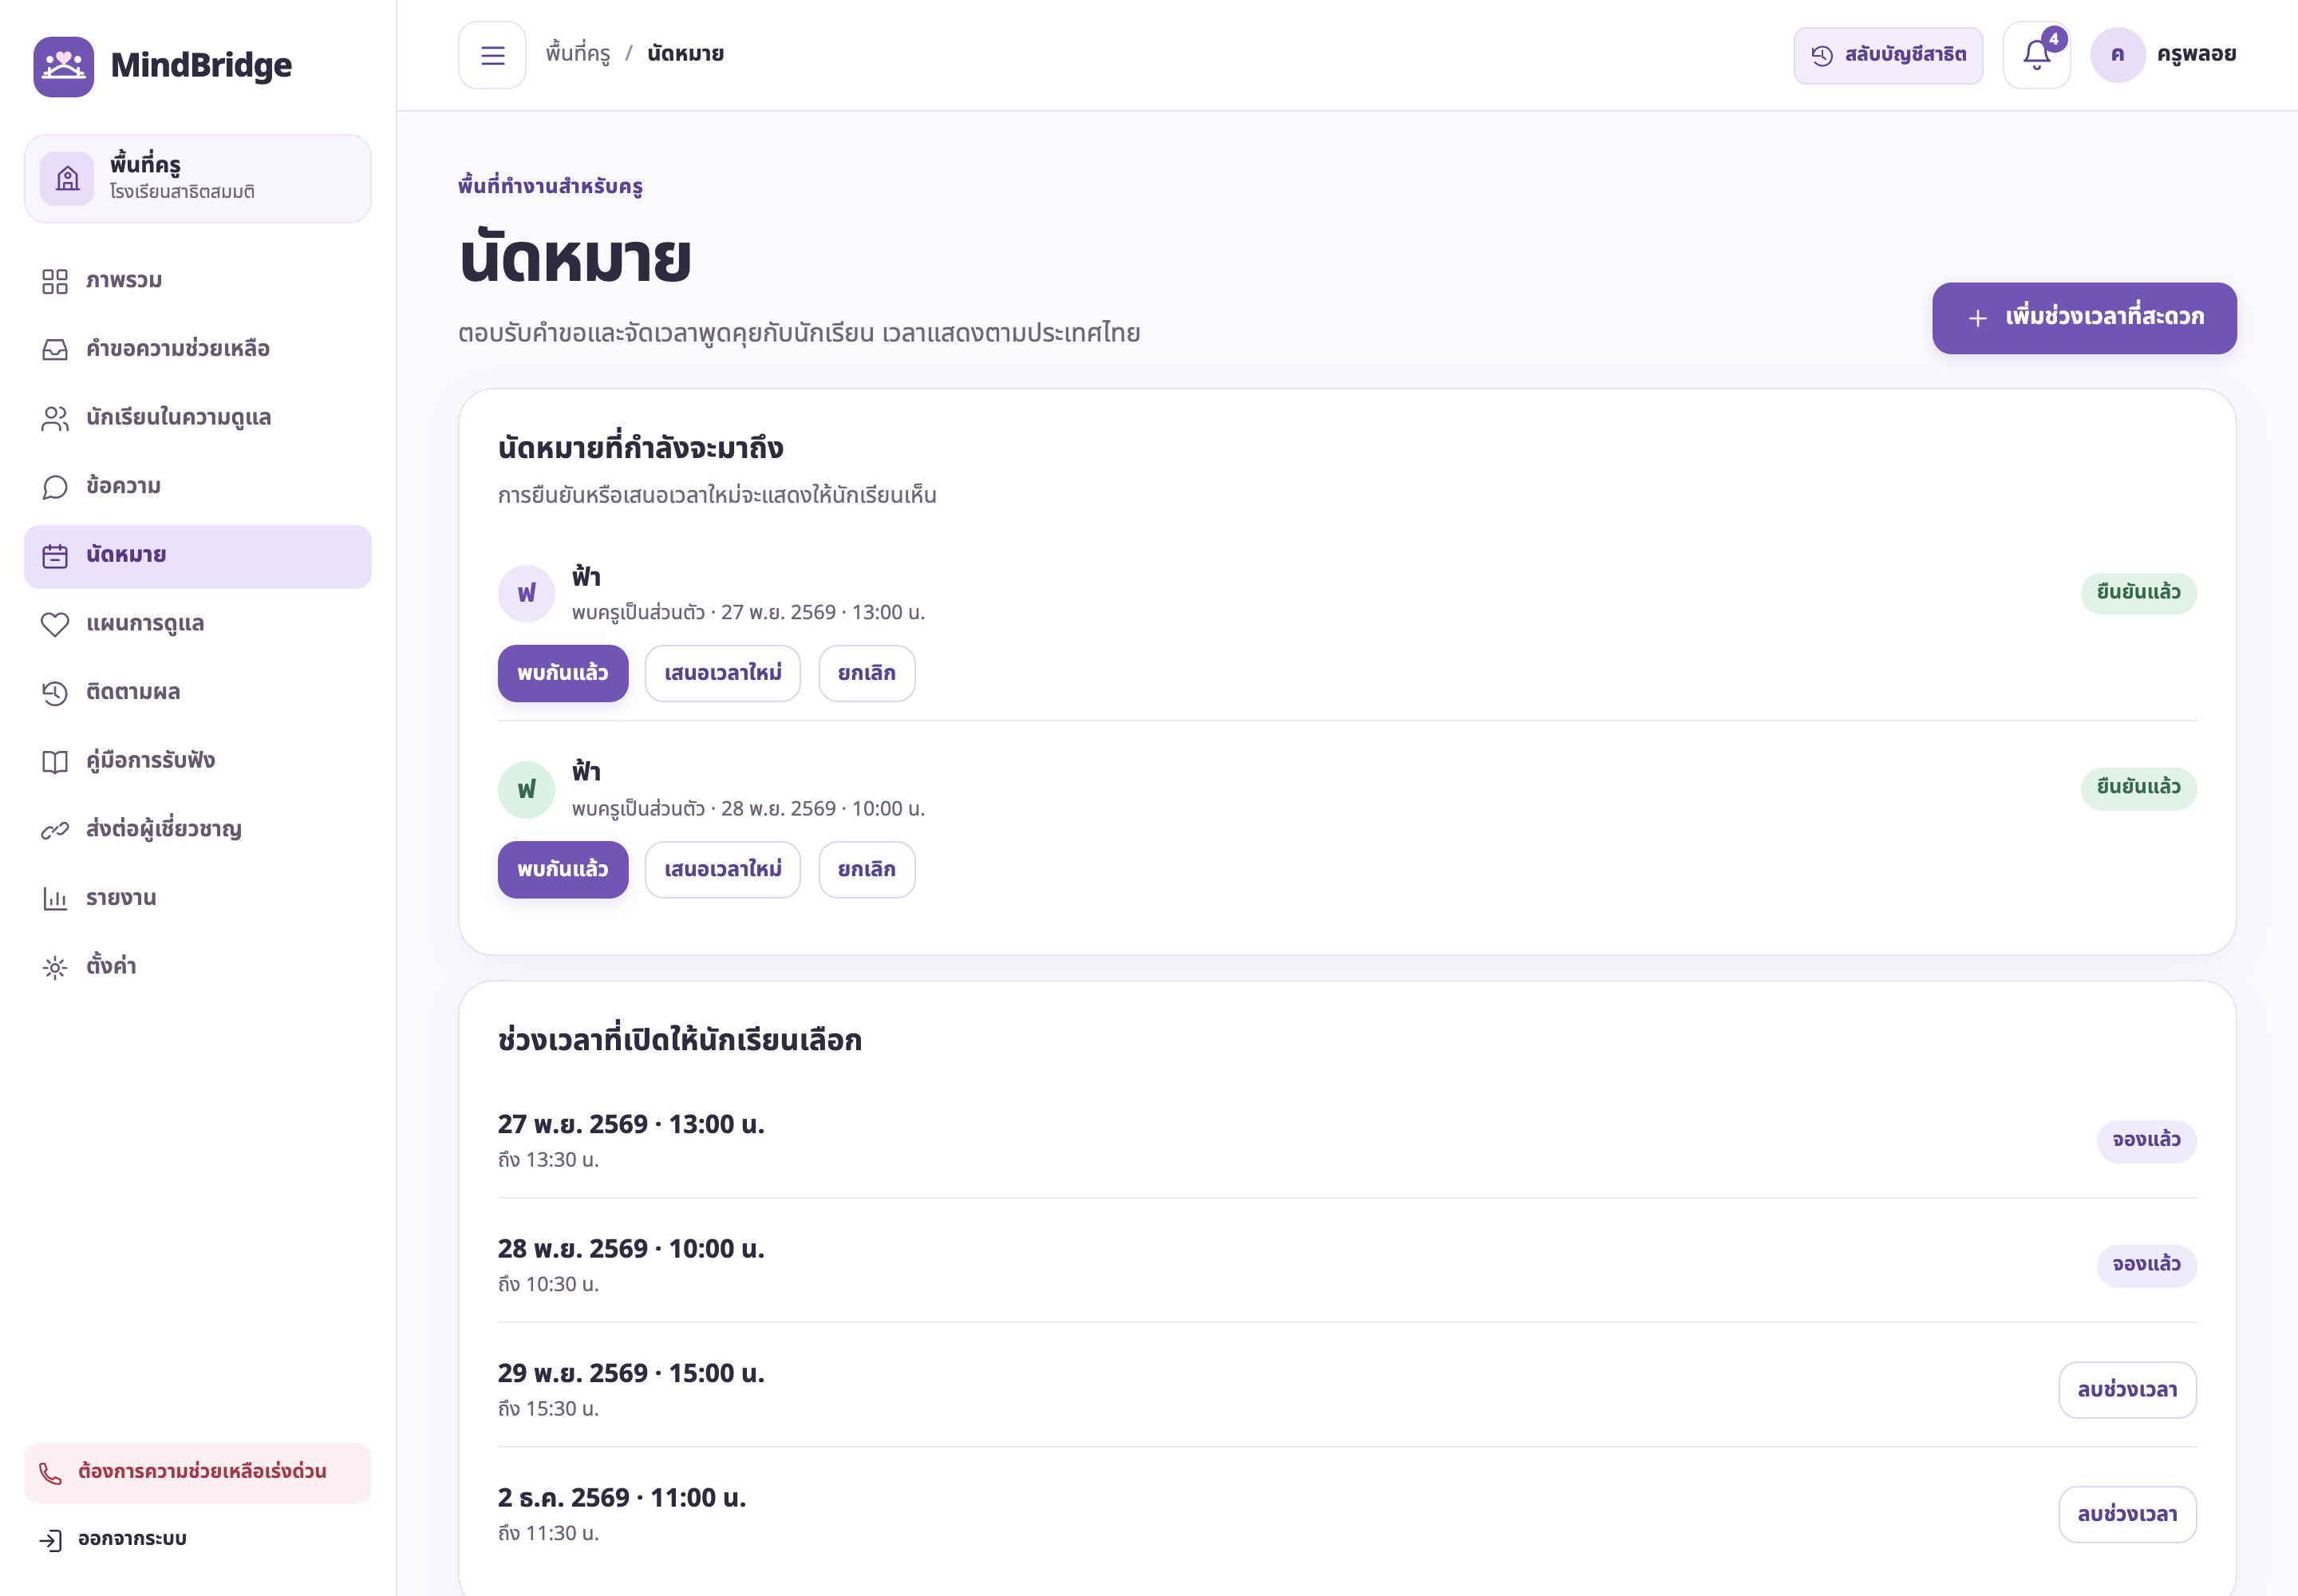 MindBridge
พื้นที่ครู
โรงเรียนสาธิตสมมติ
ภาพรวม
คำขอความช่วยเหลือ
นักเรียนในความดูแล
ข้อความ
นัดหมาย
แผนการดูแล
ติดตามผล
คู่มือการรับฟัง
ส่งต่อผู้เชี่ยวชาญ
รายงาน
ตั้งค่า
ต้องการความช่วยเหลือเร่งด่วน
ออกจากระบบ
พื้นที่ครู / นัดหมาย
สลับบัญชีสาธิต
4
ค
ครูพลอย
พื้นที่ทำงานสำหรับครู
นัดหมาย
ตอบรับคำขอและจัดเวลาพูดคุยกับนักเรียน เวลาแสดงตามประเทศไทย
เพิ่มช่วงเวลาที่สะดวก
นัดหมายที่กำลังจะมาถึง
การยืนยันหรือเสนอเวลาใหม่จะแสดงให้นักเรียนเห็น
ฟ
ฟ้า
พบครูเป็นส่วนตัว · 27 พ.ย. 2569 · 13:00 น.
ยืนยันแล้ว
พบกันแล้ว
เสนอเวลาใหม่
ยกเลิก
ฟ
ฟ้า
พบครูเป็นส่วนตัว · 28 พ.ย. 2569 · 10:00 น.
ยืนยันแล้ว
พบกันแล้ว
เสนอเวลาใหม่
ยกเลิก
ช่วงเวลาที่เปิดให้นักเรียนเลือก
27 พ.ย. 2569 · 13:00 น.
ถึง 13:30 น.
จองแล้ว
28 พ.ย. 2569 · 10:00 น.
ถึง 10:30 น.
จองแล้ว
29 พ.ย. 2569 · 15:00 น.
ถึง 15:30 น.
ลบช่วงเวลา
2 ธ.ค. 2569 · 11:00 น.
ถึง 11:30 น.
ลบช่วงเวลา